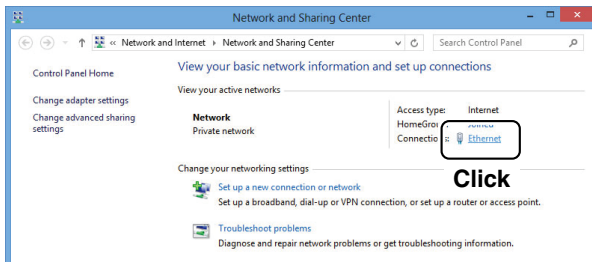 Network and Sharing Center
« Network and Internet ▸ Network and Sharing Center
Search Control Panel
Control Panel Home
Change adapter settings
Change advanced sharing
settings
View your basic network information and set up connections
View your active networks
Network
Private network
Access type: Internet
HomeGrou Joined
Connectio s: Ethernet
Click
Change your networking settings
Set up a new connection or network
Set up a broadband, dial-up or VPN connection, or set up a router or access point.
Troubleshoot problems
Diagnose and repair network problems or get troubleshooting information.